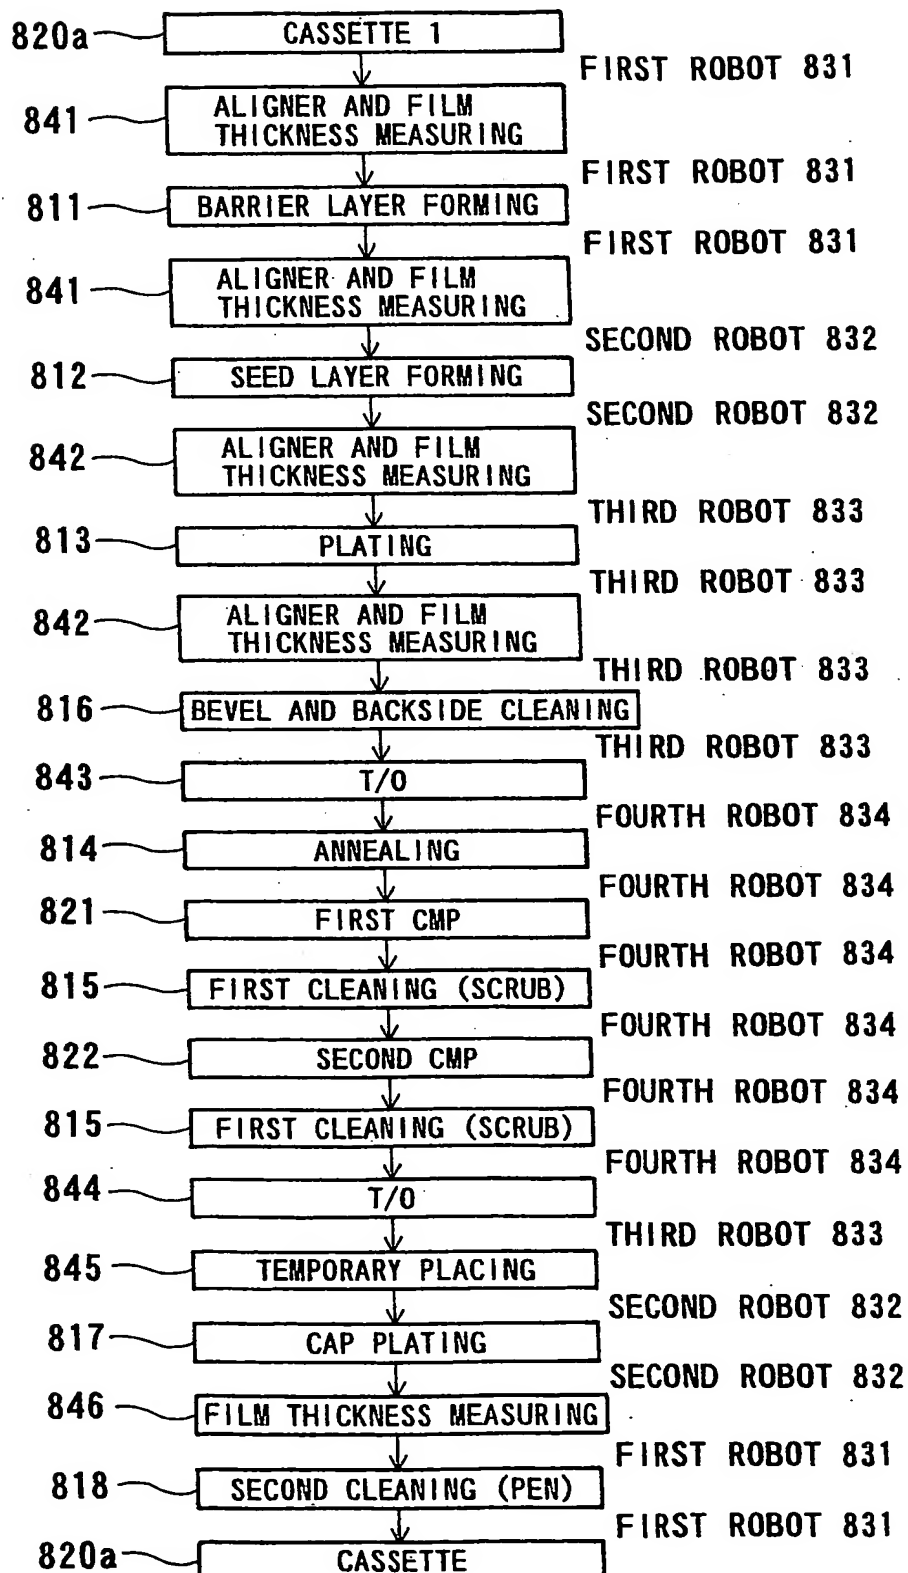 820a
CASSETTE 1
FIRST ROBOT 831
841
ALIGNER AND FILM
THICKNESS MEASURING
FIRST ROBOT 831
811
BARRIER LAYER FORMING
FIRST ROBOT 831
841
ALIGNER AND FILM
THICKNESS MEASURING
SECOND ROBOT 832
812
SEED LAYER FORMING
SECOND ROBOT 832
842
ALIGNER AND FILM
THICKNESS MEASURING
THIRD ROBOT 833
813
PLATING
THIRD ROBOT 833
842
ALIGNER AND FILM
THICKNESS MEASURING
THIRD ROBOT 833
816
BEVEL AND BACKSIDE CLEANING
THIRD ROBOT 833
843
T/O
FOURTH ROBOT 834
814
ANNEALING
FOURTH ROBOT 834
821
FIRST CMP
FOURTH ROBOT 834
815
FIRST CLEANING (SCRUB)
FOURTH ROBOT 834
822
SECOND CMP
FOURTH ROBOT 834
815
FIRST CLEANING (SCRUB)
FOURTH ROBOT 834
844
T/O
THIRD ROBOT 833
845
TEMPORARY PLACING
SECOND ROBOT 832
817
CAP PLATING
SECOND ROBOT 832
846
FILM THICKNESS MEASURING
FIRST ROBOT 831
818
SECOND CLEANING (PEN)
FIRST ROBOT 831
820a
CASSETTE